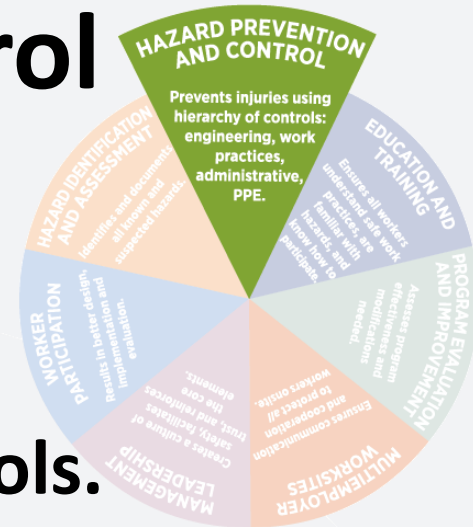 rol
HAZARD PREVENTION
AND CONTROL
Prevents injuries using
hierarchy of controls:
engineering, work
practices,
administrative,
PPE.
EDUCATION AND
TRAINING
Ensures all workers
understand safe work
practices, are
familiar with
hazards, and
know how to
participate.
PROGRAM EVALUATION
AND IMPROVEMENT
Assesses program
effectiveness and
modifications
needed.
MULTIEMPLOYER
WORKSITES
Ensures communication
and cooperation
to protect all
workers onsite.
MANAGEMENT
LEADERSHIP
Creates a culture of
safety, facilitates
trust, and reinforces
the core
elements.
WORKER
PARTICIPATION
Results in better design,
implementation and
evaluation.
HAZARD IDENTIFICATION
AND ASSESSMENT
Identifies and documents
all known and
suspected hazards.
ols.